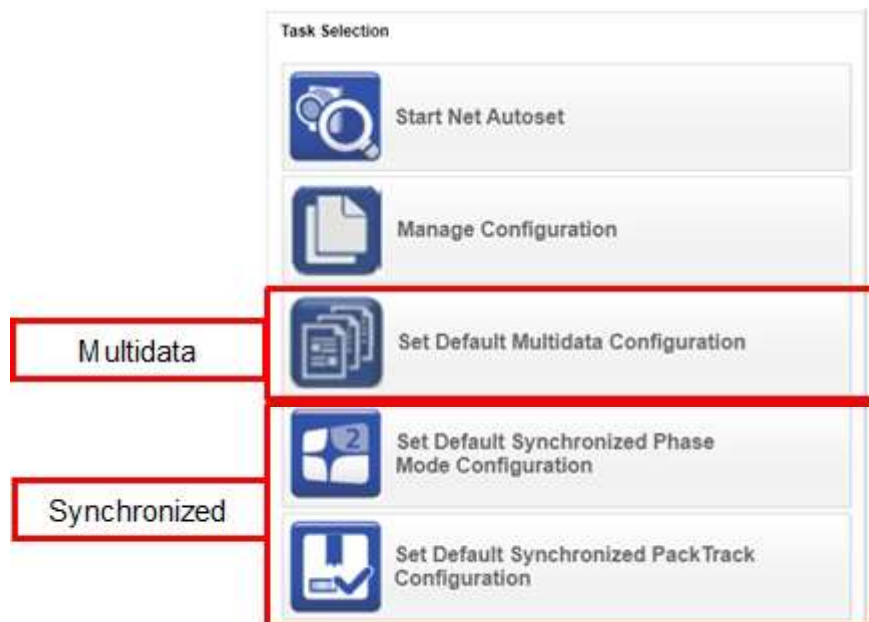 Task Selection
Start Net Autoset
Manage Configuration
Multidata
Set Default Multidata Configuration
2
Set Default Synchronized Phase
Mode Configuration
Synchronized
Set Default Synchronized PackTrack
Configuration